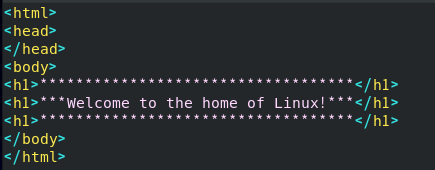 <html>
<head>
</head>
<body>
<h1>***********************************</h1>
<h1>***Welcome to the home of Linux!***</h1>
<h1>***********************************</h1>
</body>
</html>